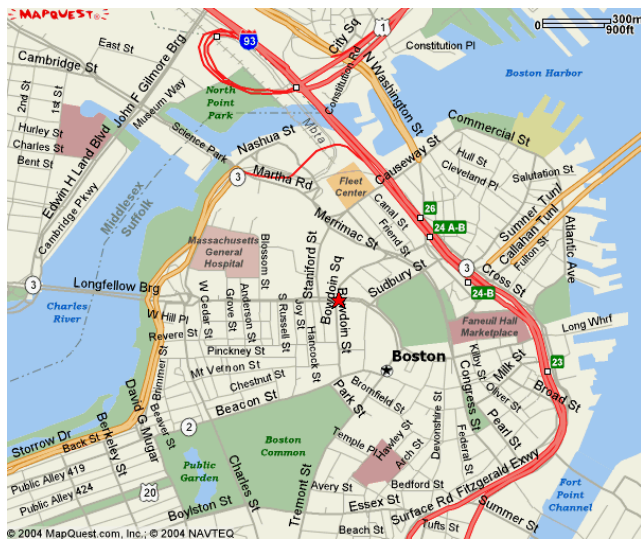 MAPQUEST
300m
900ft
93
1
City Sq
Constitution Pl
East St
Cambridge St
John F Gilmore Brg
Museum Way
North
Point
Park
Constitution Rd
N Washington St
Boston Harbor
2nd St
1st St
Hurley St
Charles St
Bent St
Edwin H Land Blvd
Cambridge Pkwy
Science Park
Nashua St
Mbta
Commercial St
Causeway St
Hull St
Cleveland Pl
Salutation St
Middlesex
Suffolk
3
Martha Rd
Fleet
Center
Canal St
Friend St
Merrimac St
26
24 A-B
Sumner Tunl
Callahan Tunl
Fulton St
Atlantic Ave
Massachusetts
General
Hospital
Blossom St
Staniford St
Bowdoin Sq
Sudbury St
3
Cross St
24-B
3
Longfellow Brg
Charles
River
W Hill Pl
Revere St
W Cedar St
Grove St
Anderson St
S Russell St
Joy St
Hancock St
Bowdoin St
Faneuil Hall
Marketplace
Long Whrf
Pinckney St
Mt Vernon St
Chestnut St
Beacon St
Boston
Kilby St
Milk St
Oliver St
Broad St
23
Brimmer St
David G Mugar
Beaver St
Park St
Bromfield St
Congress St
Pearl St
Storrow Dr
Back St
Berkeley St
2
Boston
Common
Temple Pl
Hawley St
Arch St
Devonshire St
Federal St
Public Alley 419
Public Alley 424
20
Public
Garden
Charles St
Tremont St
Avery St
Bedford St
Surface Rd Fitzgerald Exwy
Fort
Point
Channel
Boylston St
Essex St
Beach St
Tufts St
Summer St
© 2004 MapQuest.com, Inc.; © 2004 NAVTEQ